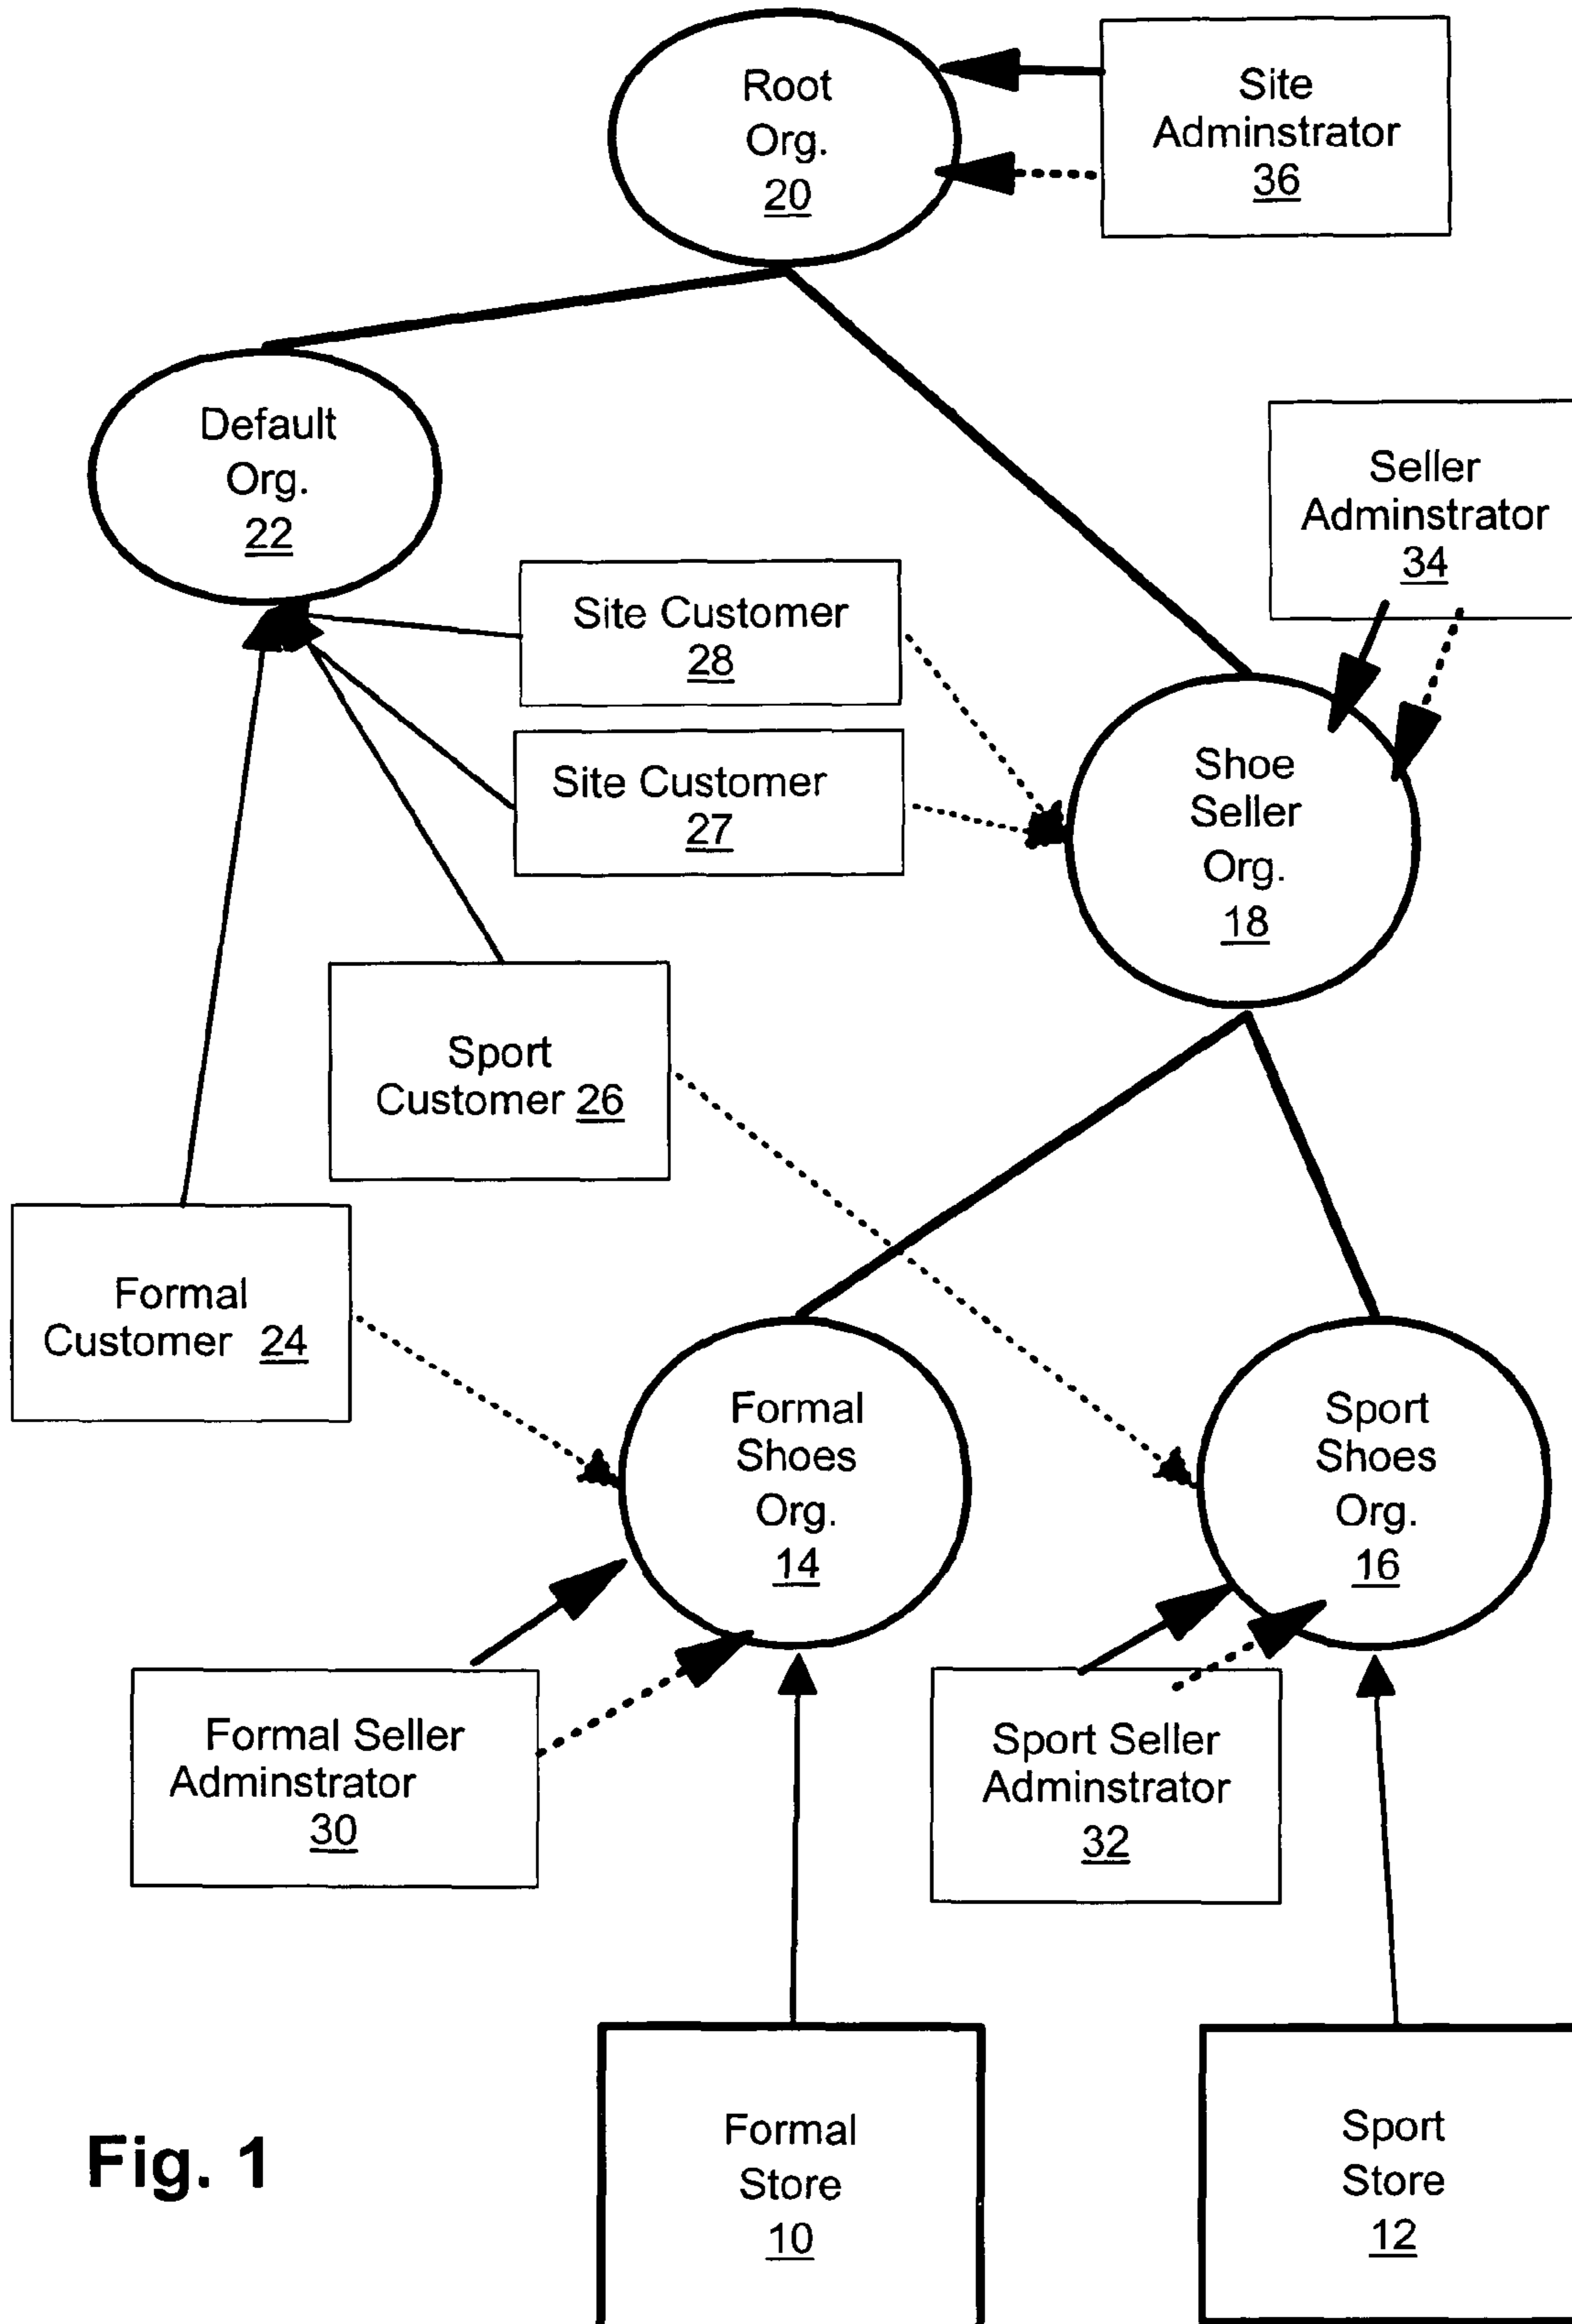 Root
Org.
20
Site
Adminstrator
36
Default
Org.
22
Seller
Adminstrator
34
Site Customer
28
Site Customer
27
Shoe
Seller
Org.
18
Sport
Customer 26
Formal
Customer 24
Formal
Shoes
Org.
14
Sport
Shoes
Org.
16
Formal Seller
Adminstrator
30
Sport Seller
Adminstrator
32
Formal
Store
10
Sport
Store
12
Fig. 1